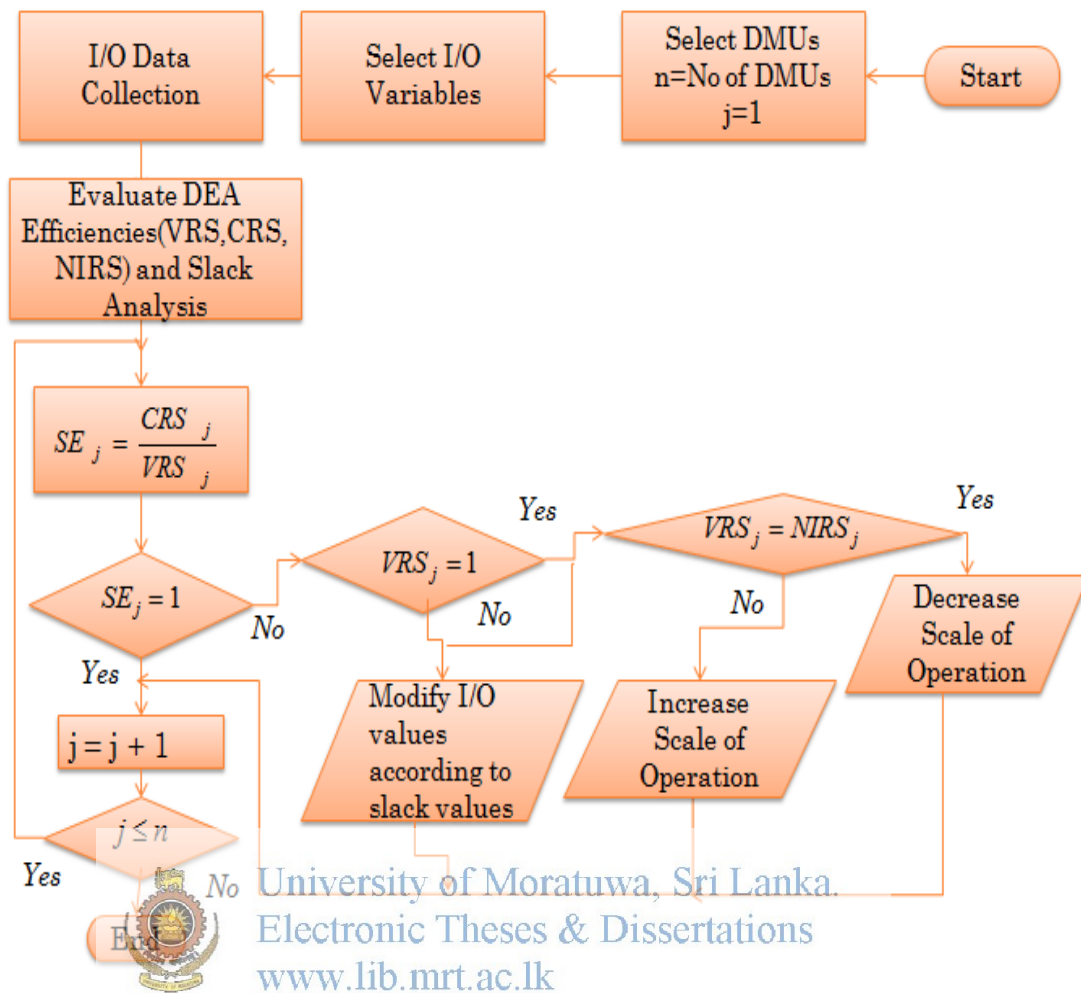 I/O Data
Collection
Select I/O
Variables
Select DMUs
n=No of DMUs
j=1
Start
Evaluate DEA
Efficiencies(VRS,CRS,
NIRS) and Slack
Analysis
SE j = CRS j / VRS j
SE j = 1
No
Yes
VRS j = 1
Yes
No
VRS j = NIRS j
Yes
No
Decrease
Scale of
Operation
Increase
Scale of
Operation
Modify I/O
values
according to
slack values
j = j + 1
j ≤ n
Yes
No
End
University of Moratuwa, Sri Lanka.
Electronic Theses & Dissertations
www.lib.mrt.ac.lk